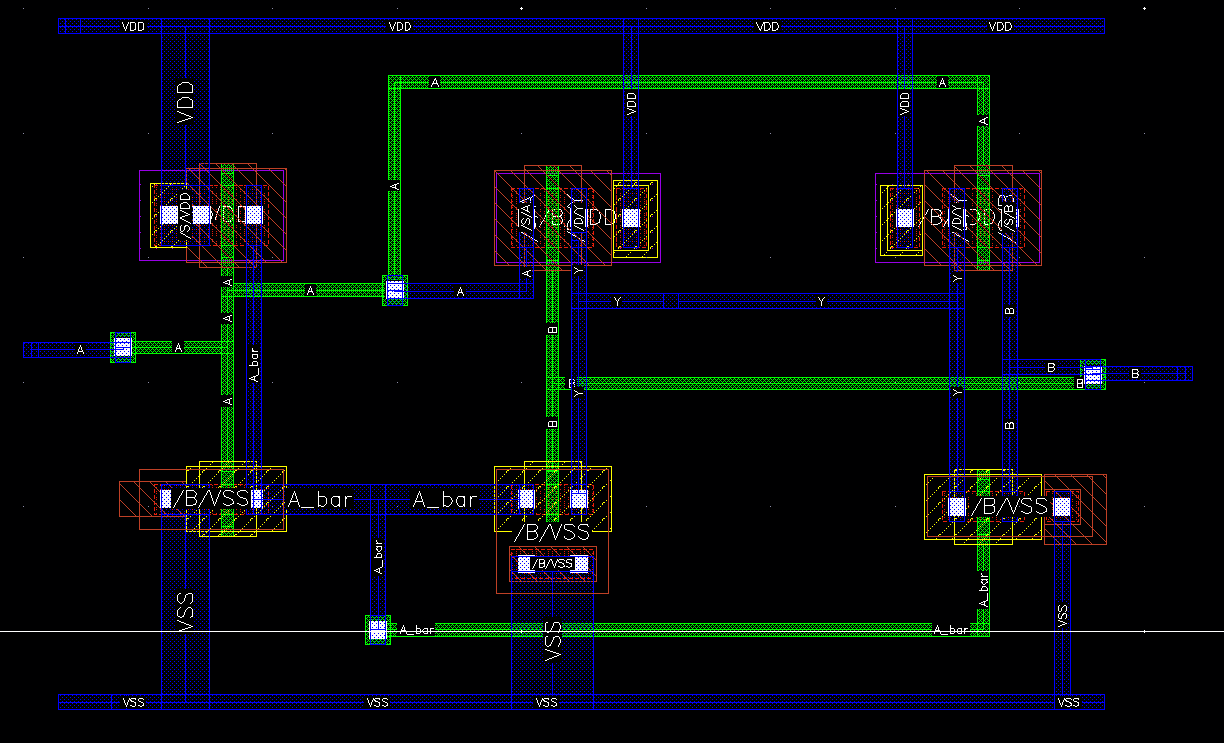 VDD VDD VDD VDD
A A
VDD VDD VDD A
A
/S/VDD
A A
Y Y
A A
A Y Y
A B B
A A
A_bar B B
B Y Y
A B B
/B/VSS A_bar A_bar /B/VSS
/B/VSS
A_bar /B/VSS
A_bar
VSS VSS VSS
A_bar A_bar
VSS VSS VSS VSS